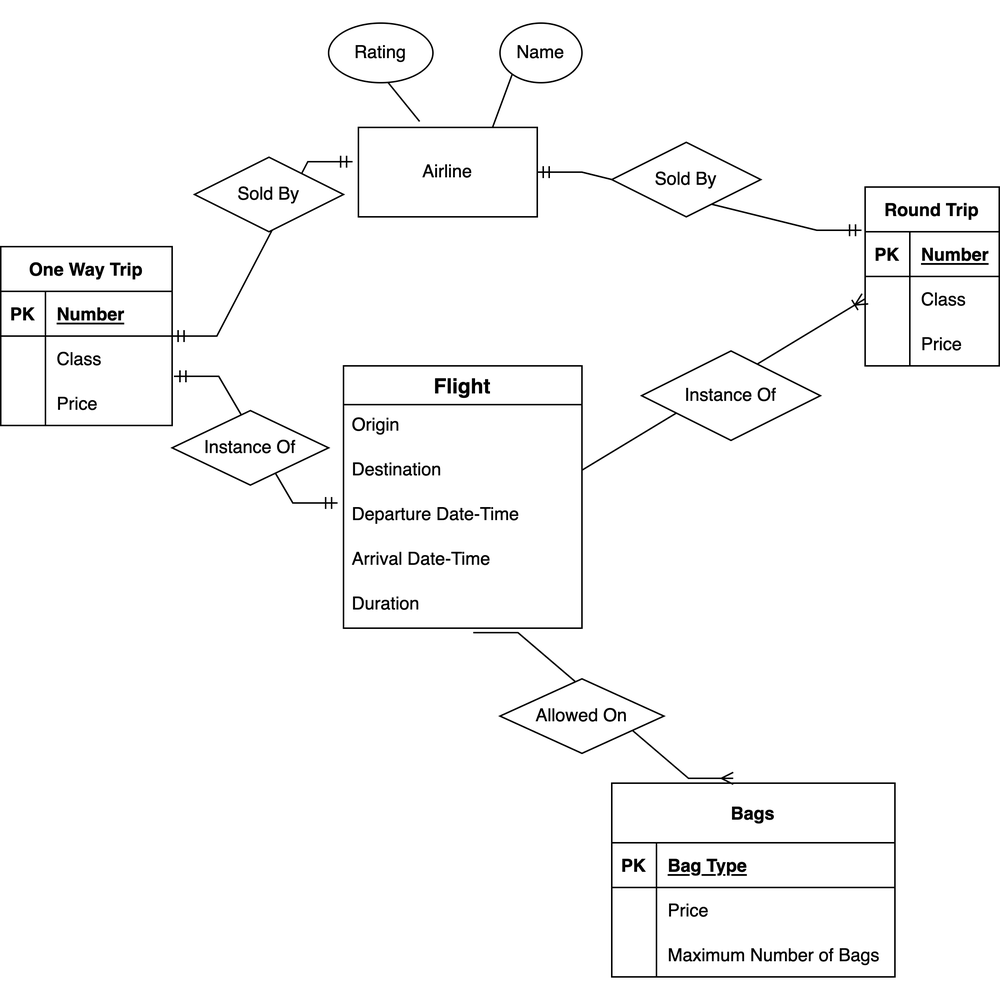 Rating
Name
Airline
Sold By
Sold By
Round Trip
PK
Number
Class
Price
One Way Trip
PK
Number
Class
Price
Instance Of
Flight
Origin
Destination
Departure Date-Time
Arrival Date-Time
Duration
Instance Of
Allowed On
Bags
PK
Bag Type
Price
Maximum Number of Bags